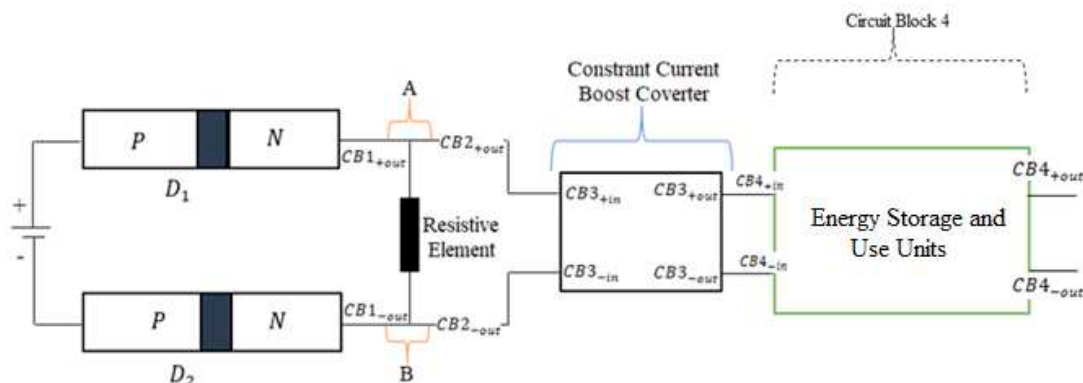 Circuit Block 4
Constrant Current
Boost Coverter
A
P
N
CB1+out
CB2+out
D1
CB3+in
CB3+out
CB4+in
CB4+out
+
-
Resistive
Element
Energy Storage and
Use Units
CB3-in
CB3-out
CB4-in
CB4-out
P
N
CB1-out
CB2-out
D2
B